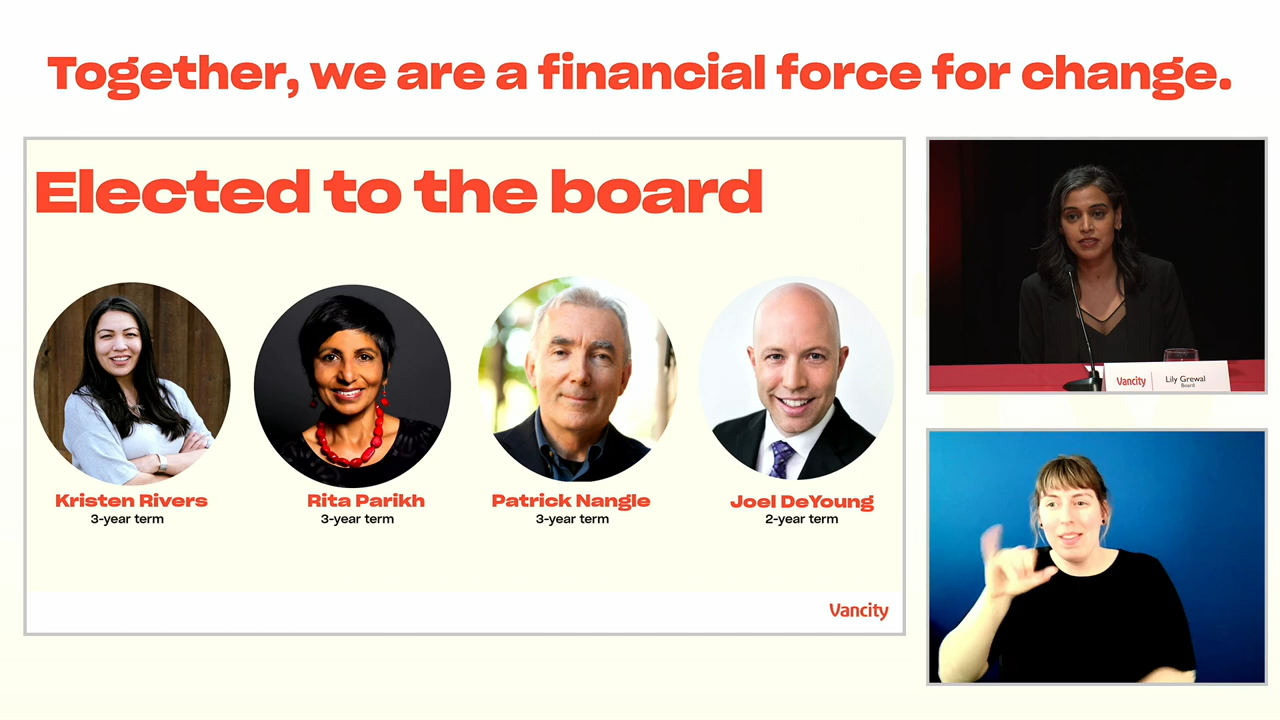 Together, we are a financial force for change.
Elected to the board
Kristen Rivers
3-year term
Rita Parikh
3-year term
Patrick Nangle
3-year term
Joel DeYoung
2-year term
Vancity
Vancity
Lily Grewal
Board